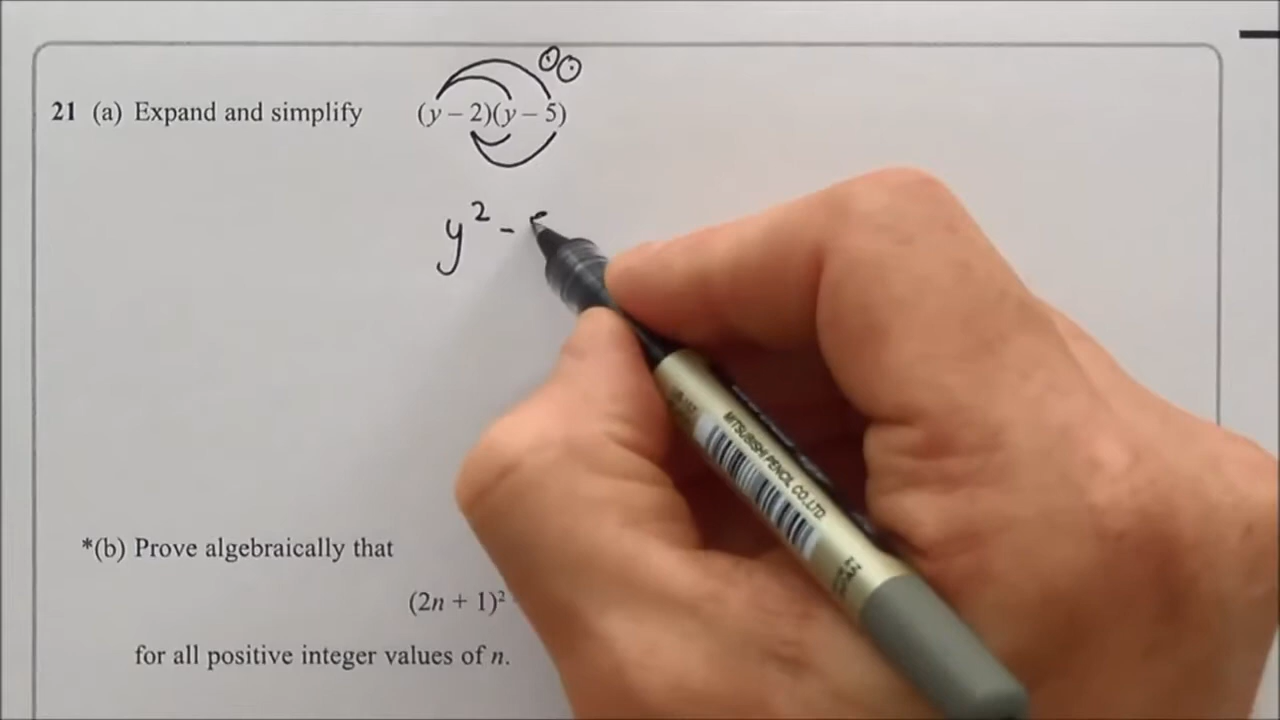 21 (a) Expand and simplify (y – 2)(y – 5)
y² -
*(b) Prove algebraically that
(2n + 1)²
for all positive integer values of n.
MITSUBISHI PENCIL CO.,LTD.